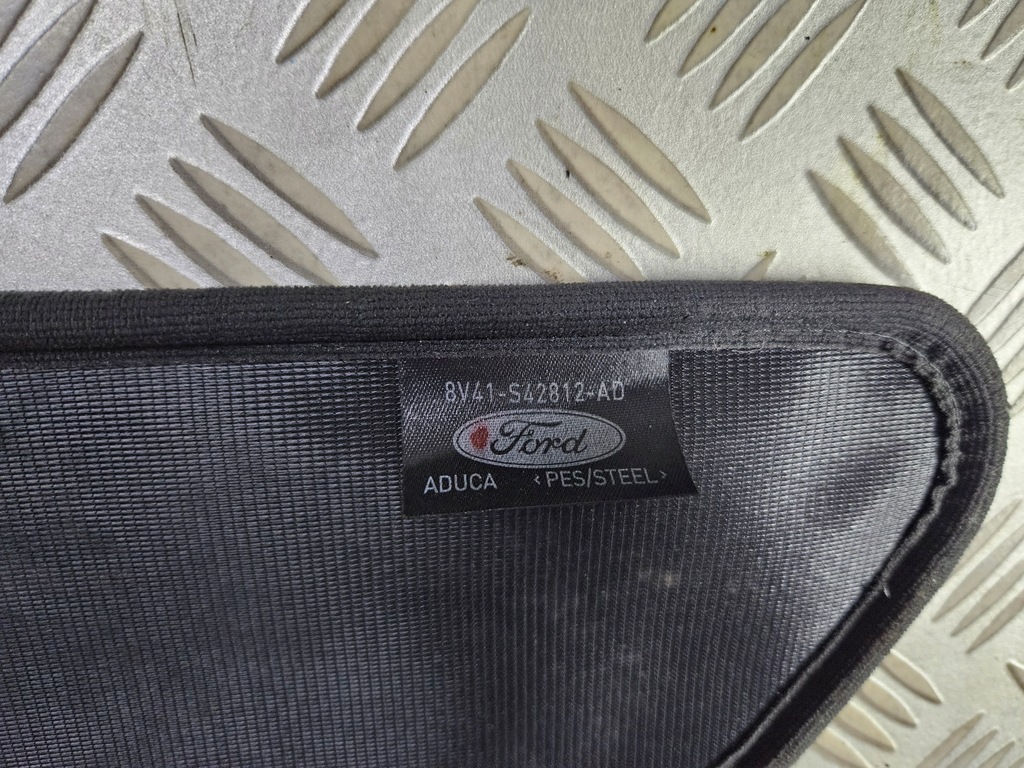 8V41-S42812-AD
Ford
ADUCA <PES/STEEL>